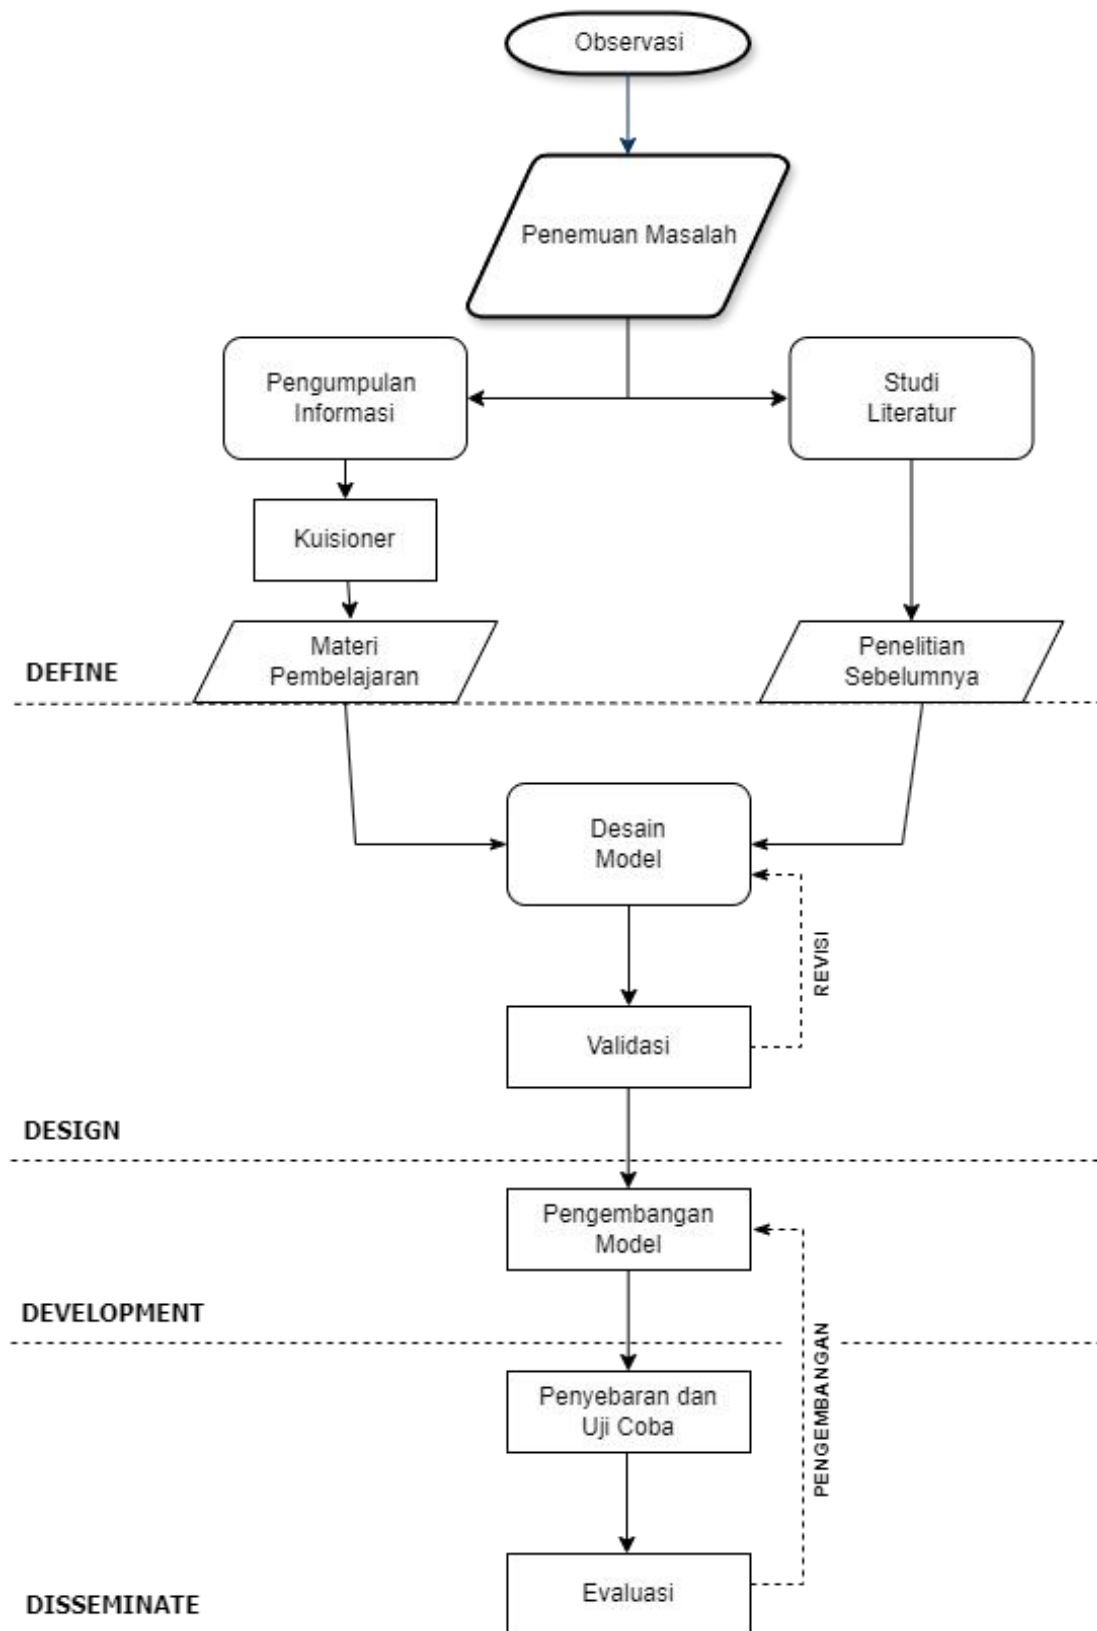 Observasi
Penemuan Masalah
Pengumpulan
Informasi
Studi
Literatur
Kuisioner
Materi
Pembelajaran
Penelitian
Sebelumnya
DEFINE
Desain
Model
REVISI
Validasi
DESIGN
Pengembangan
Model
DEVELOPMENT
PENGEMBANGAN
Penyebaran dan
Uji Coba
Evaluasi
DISSEMINATE